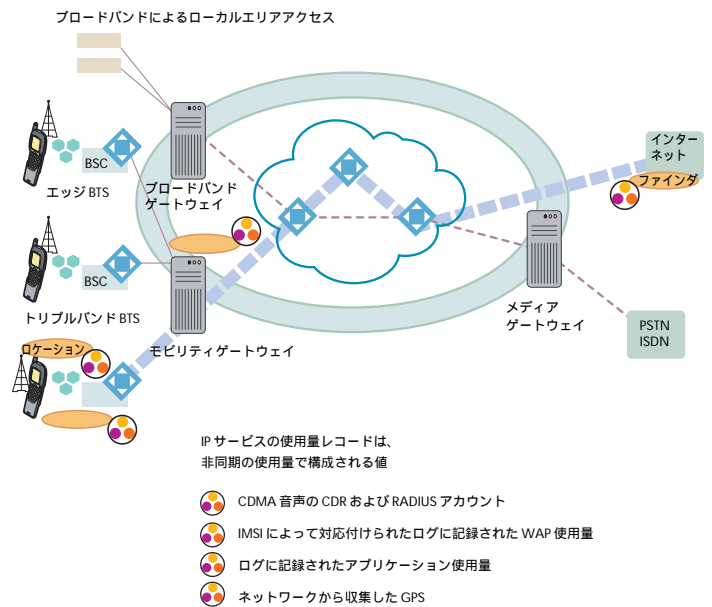 ブロードバンドによるローカルエリアアクセス
BSC
エッジ BTS
ブロードバンド
ゲートウェイ
インター
ネット
ファインダ
BSC
トリプルバンド BTS
モビリティゲートウェイ
メディア
ゲートウェイ
PSTN
ISDN
ロケーション
IP サービスの使用量レコードは、
非同期の使用量で構成される値
CDMA 音声の CDR および RADIUS アカウント
IMSI によって対応付けられたログに記録された WAP 使用量
ログに記録されたアプリケーション使用量
ネットワークから収集した GPS